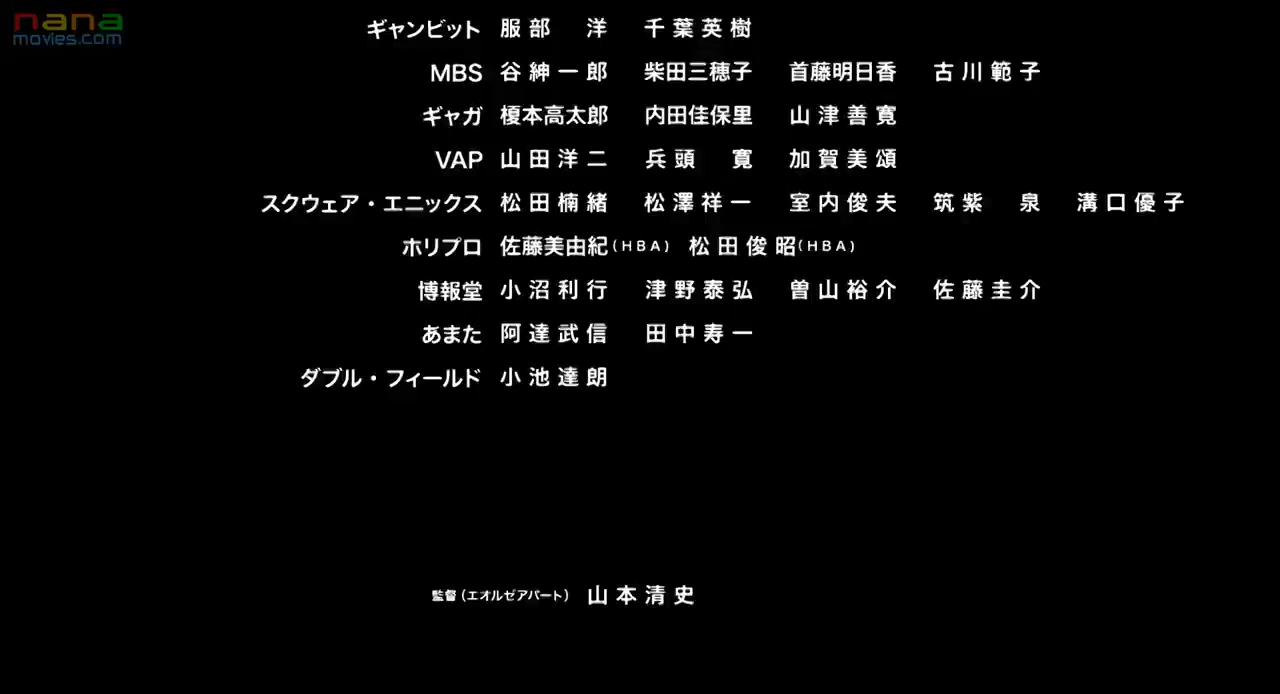 nana
movies.com
ギャンビット 服部 洋 千葉英樹
MBS 谷紳一郎 柴田三穂子 首藤明日香 古川範子
ギャガ 榎本高太郎 内田佳保里 山津善寛
VAP 山田洋二 兵頭 寛 加賀美頌
スクウェア・エニックス 松田楠緒 松澤祥一 室内俊夫 筑紫 泉 溝口優子
ホリプロ 佐藤美由紀(HBA) 松田俊昭(HBA)
博報堂 小沼利行 津野泰弘 曽山裕介 佐藤圭介
あまた 阿達武信 田中寿一
ダブル・フィールド 小池達朗
監督(エオルゼアパート) 山本清史